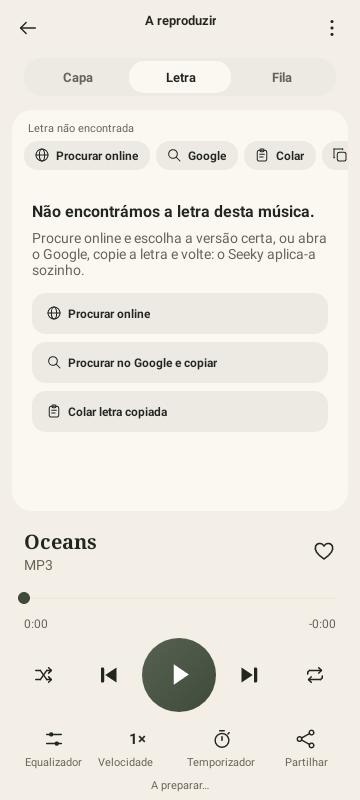 A reproduzir
Capa
Letra
Fila
Letra não encontrada
Procurar online
Google
Colar
Não encontrámos a letra desta música.
Procure online e escolha a versão certa, ou abra
o Google, copie a letra e volte: o Seeky aplica-a
sozinho.
Procurar online
Procurar no Google e copiar
Colar letra copiada
Oceans
MP3
0:00
-0:00
1×
Equalizador
Velocidade
Temporizador
Partilhar
A preparar…